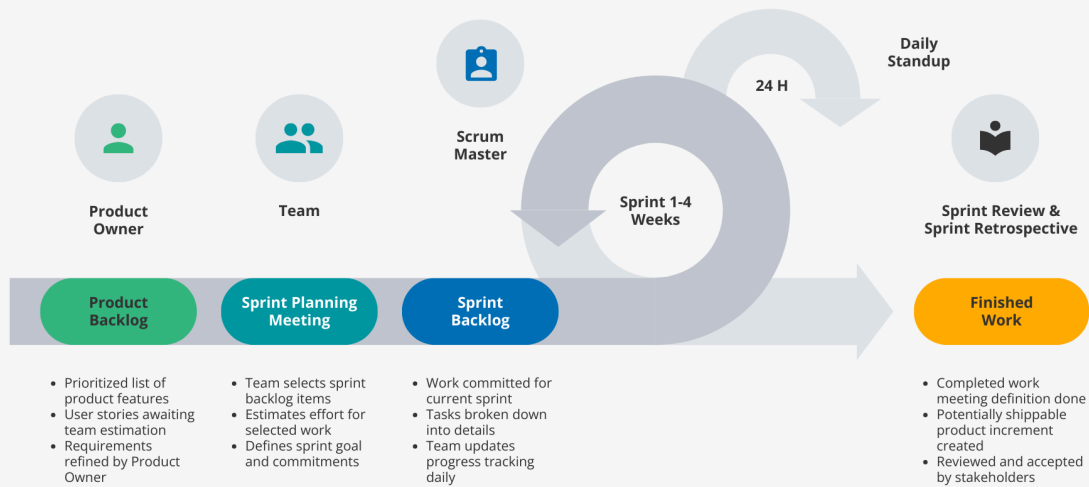 Daily
Standup
24 H
Scrum
Master
Product
Owner
Team
Sprint 1-4
Weeks
Sprint Review &
Sprint Retrospective
Product
Backlog
Sprint Planning
Meeting
Sprint
Backlog
Finished
Work
• Prioritized list of
product features
• User stories awaiting
team estimation
• Requirements
refined by Product
Owner
• Team selects sprint
backlog items
• Estimates effort for
selected work
• Defines sprint goal
and commitments
• Work committed for
current sprint
• Tasks broken down
into details
• Team updates
progress tracking
daily
• Completed work
meeting definition done
• Potentially shippable
product increment
created
• Reviewed and accepted
by stakeholders